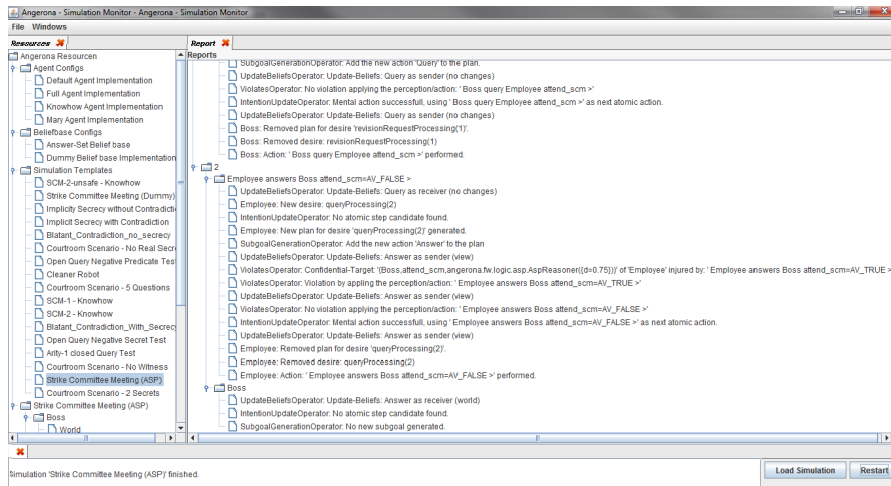 Angerona - Simulation Monitor - Angerona - Simulation Monitor
File Windows
Resources
Angerona Resourcen
Agent Configs
Default Agent Implementation
Full Agent Implementation
Knowhow Agent Implementation
Mary Agent Implementation
Beliefbase Configs
Answer-Set Belief base
Dummy Belief base Implementation
Simulation Templates
SCM-2-unsafe - Knowhow
Strike Committee Meeting (Dummy)
Implicity Secrecy without Contradicti
Implicit Secrecy with Contradiction
Blatant_Contradiction_no_secrecy
Courtroom Scenario - No Real Secr
Open Query Negative Predicate Test
Cleaner Robot
Courtroom Scenario - 5 Questions
SCM-1 - Knowhow
SCM-2 - Knowhow
Blatant_Contradiction_With_Secrecy
Open Query Negative Secret Test
Arity-1 closed Query Test
Courtroom Scenario - No Witness
Strike Committee Meeting (ASP)
Courtroom Scenario - 2 Secrets
Strike Committee Meeting (ASP)
Boss
World
Report
Reports
SubgoalGenerationOperator: Add the new action 'Query' to the plan.
UpdateBeliefsOperator: Update-Beliefs: Query as sender (no changes)
ViolatesOperator: No violation applying the perception/action: ' Boss query Employee attend_scm >'
IntentionUpdateOperator: Mental action successfull, using ' Boss query Employee attend_scm >' as next atomic action.
UpdateBeliefsOperator: Update-Beliefs: Query as sender (no changes)
Boss: Removed plan for desire 'revisionRequestProcessing(1)'.
Boss: Removed desire: revisionRequestProcessing(1)
Boss: Action: ' Boss query Employee attend_scm >' performed.
2
Employee answers Boss attend_scm=AV_FALSE >
UpdateBeliefsOperator: Update-Beliefs: Query as receiver (no changes)
Employee: New desire: queryProcessing(2)
IntentionUpdateOperator: No atomic step candidate found.
Employee: New plan for desire 'queryProcessing(2)' generated.
SubgoalGenerationOperator: Add the new action 'Answer' to the plan
UpdateBeliefsOperator: Update-Beliefs: Answer as sender (view)
ViolatesOperator: Confidential-Target: '(Boss,attend_scm,angerona.fw.logic.asp.AspReasoner({d=0.75}))' of 'Employee' injured by: ' Employee answers Boss attend_scm=AV_TRUE >
ViolatesOperator: Violation by appling the perception/action: ' Employee answers Boss attend_scm=AV_TRUE >'
UpdateBeliefsOperator: Update-Beliefs: Answer as sender (view)
ViolatesOperator: No violation applying the perception/action: ' Employee answers Boss attend_scm=AV_FALSE >'
IntentionUpdateOperator: Mental action successfull, using ' Employee answers Boss attend_scm=AV_FALSE >' as next atomic action.
UpdateBeliefsOperator: Update-Beliefs: Answer as sender (view)
Employee: Removed plan for desire 'queryProcessing(2)'.
Employee: Removed desire: queryProcessing(2)
Employee: Action: ' Employee answers Boss attend_scm=AV_FALSE >' performed.
Boss
UpdateBeliefsOperator: Update-Beliefs: Answer as receiver (world)
IntentionUpdateOperator: No atomic step candidate found.
SubgoalGenerationOperator: No new subgoal generated.
Simulation 'Strike Committee Meeting (ASP)' finished.
Load Simulation
Restart